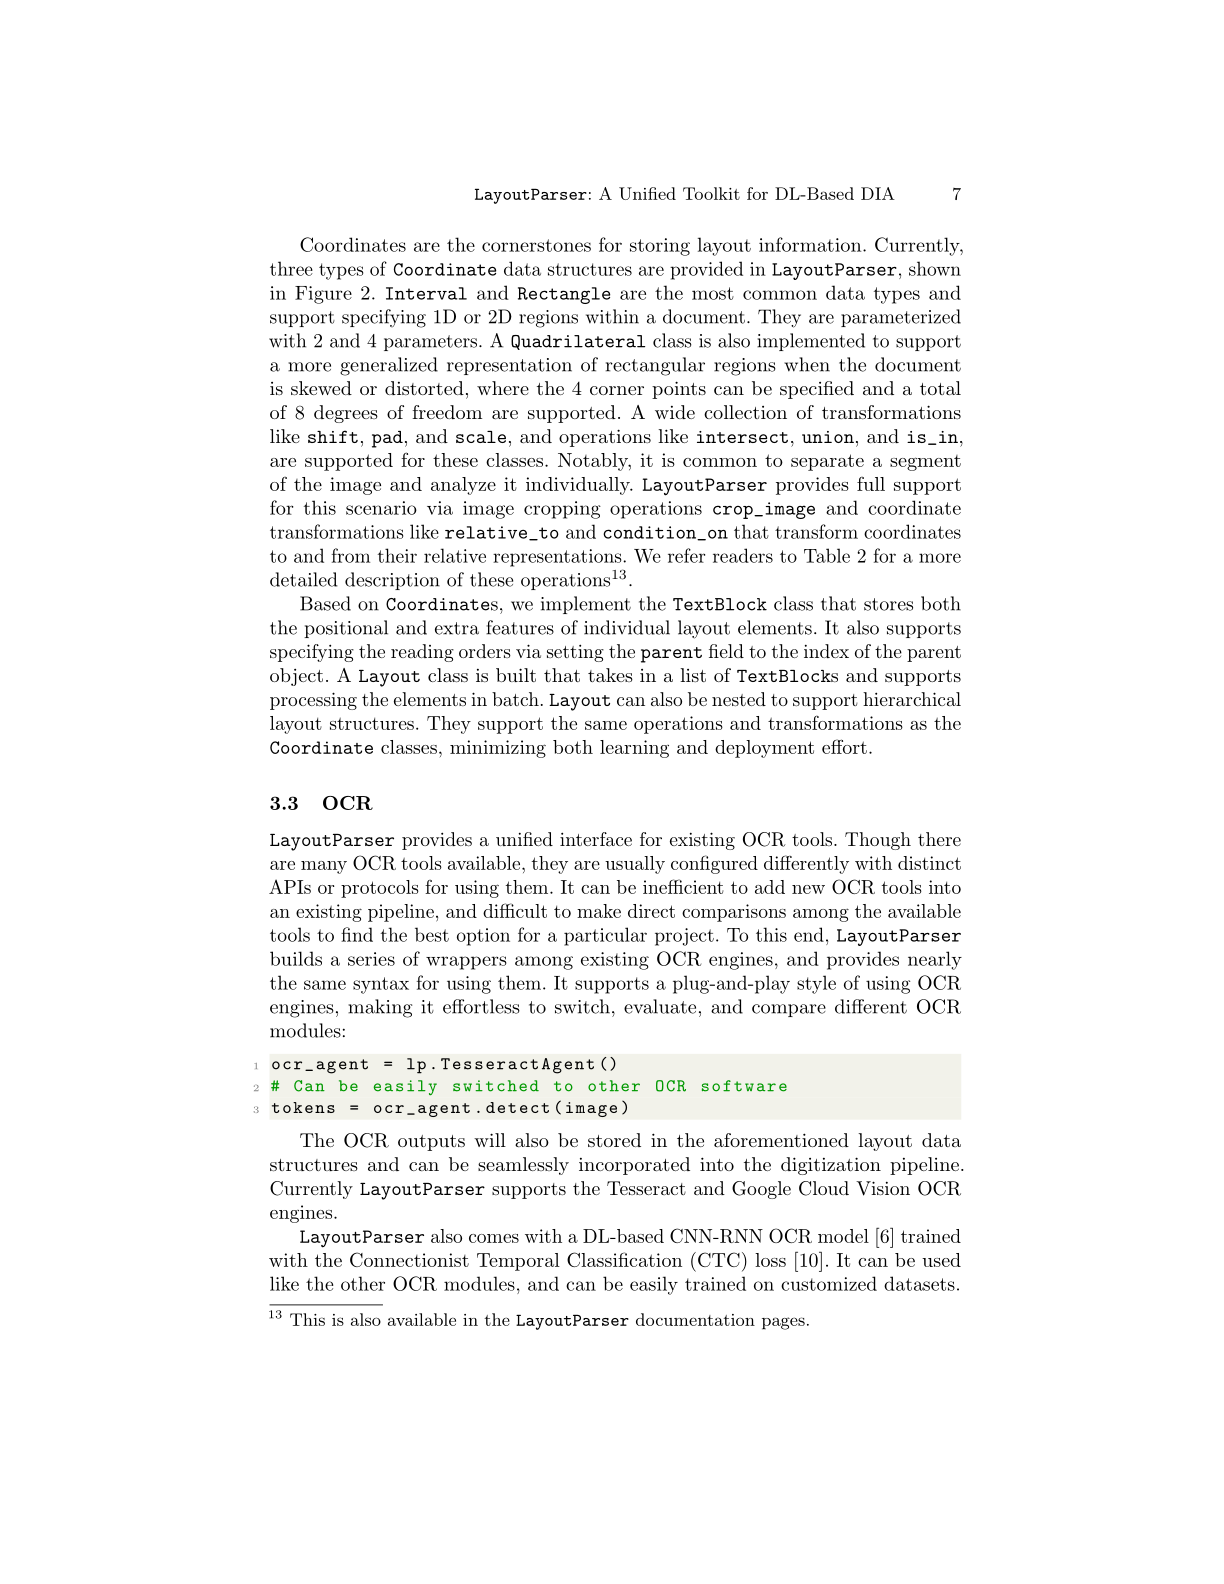 LayoutParser: A Unified Toolkit for DL-Based DIA 7
Coordinates are the cornerstones for storing layout information. Currently,
three types of Coordinate data structures are provided in LayoutParser, shown
in Figure 2. Interval and Rectangle are the most common data types and
support specifying 1D or 2D regions within a document. They are parameterized
with 2 and 4 parameters. A Quadrilateral class is also implemented to support
a more generalized representation of rectangular regions when the document
is skewed or distorted, where the 4 corner points can be specified and a total
of 8 degrees of freedom are supported. A wide collection of transformations
like shift, pad, and scale, and operations like intersect, union, and is_in,
are supported for these classes. Notably, it is common to separate a segment
of the image and analyze it individually. LayoutParser provides full support
for this scenario via image cropping operations crop_image and coordinate
transformations like relative_to and condition_on that transform coordinates
to and from their relative representations. We refer readers to Table 2 for a more
detailed description of these operations13.
Based on Coordinates, we implement the TextBlock class that stores both
the positional and extra features of individual layout elements. It also supports
specifying the reading orders via setting the parent field to the index of the parent
object. A Layout class is built that takes in a list of TextBlocks and supports
processing the elements in batch. Layout can also be nested to support hierarchical
layout structures. They support the same operations and transformations as the
Coordinate classes, minimizing both learning and deployment effort.
3.3 OCR
LayoutParser provides a unified interface for existing OCR tools. Though there
are many OCR tools available, they are usually configured differently with distinct
APIs or protocols for using them. It can be inefficient to add new OCR tools into
an existing pipeline, and difficult to make direct comparisons among the available
tools to find the best option for a particular project. To this end, LayoutParser
builds a series of wrappers among existing OCR engines, and provides nearly
the same syntax for using them. It supports a plug-and-play style of using OCR
engines, making it effortless to switch, evaluate, and compare different OCR
modules:
1 ocr_agent = lp.TesseractAgent()
2 # Can be easily switched to other OCR software
3 tokens = ocr_agent.detect(image)
The OCR outputs will also be stored in the aforementioned layout data
structures and can be seamlessly incorporated into the digitization pipeline.
Currently LayoutParser supports the Tesseract and Google Cloud Vision OCR
engines.
LayoutParser also comes with a DL-based CNN-RNN OCR model [6] trained
with the Connectionist Temporal Classification (CTC) loss [10]. It can be used
like the other OCR modules, and can be easily trained on customized datasets.
13 This is also available in the LayoutParser documentation pages.